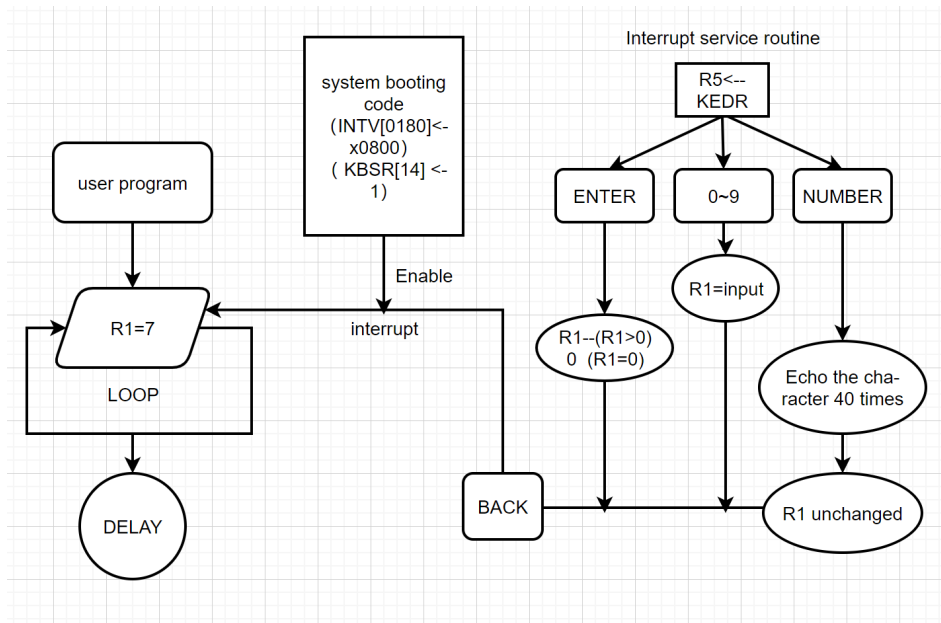 Interrupt service routine
system booting
code
(INTV[0180]<-
x0800)
( KBSR[14] <-
1)
R5<--
KEDR
user program
ENTER
0~9
NUMBER
Enable
interrupt
R1=7
LOOP
R1=input
R1--(R1>0)
0 (R1=0)
Echo the cha-
racter 40 times
BACK
R1 unchanged
DELAY